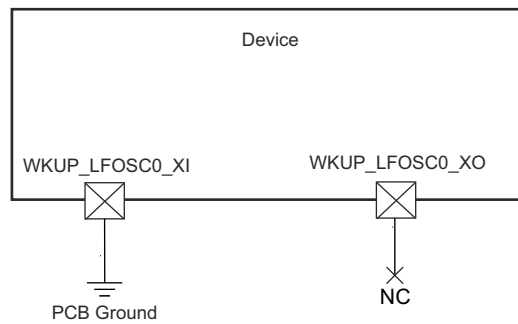 Device
WKUP_LFOSC0_XI
WKUP_LFOSC0_XO
PCB Ground
NC